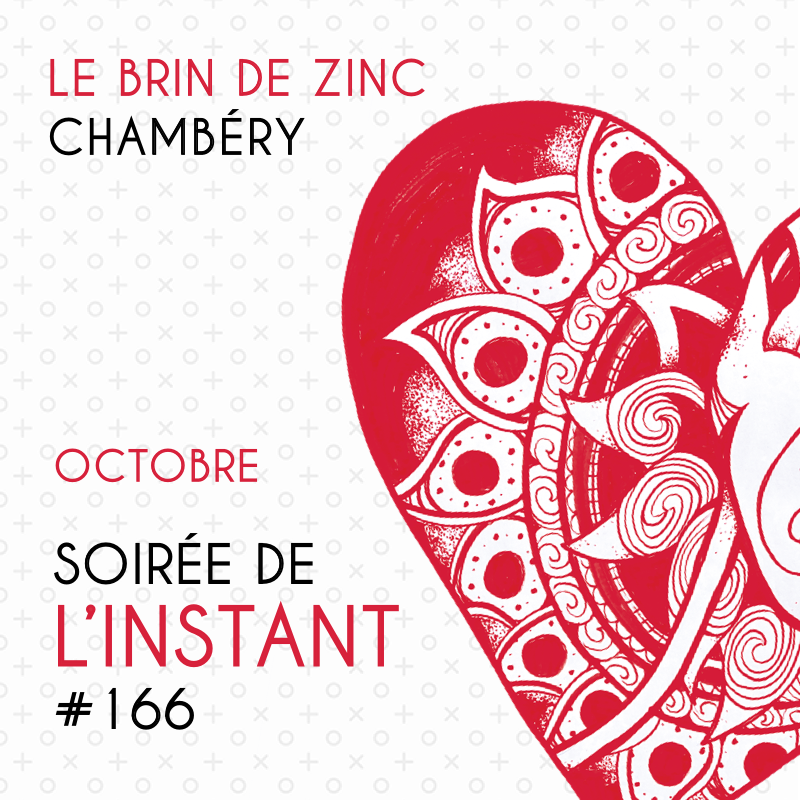 LE BRIN DE ZINC
CHAMBÉRY
OCTOBRE
SOIRÉE DE
L'INSTANT
#166